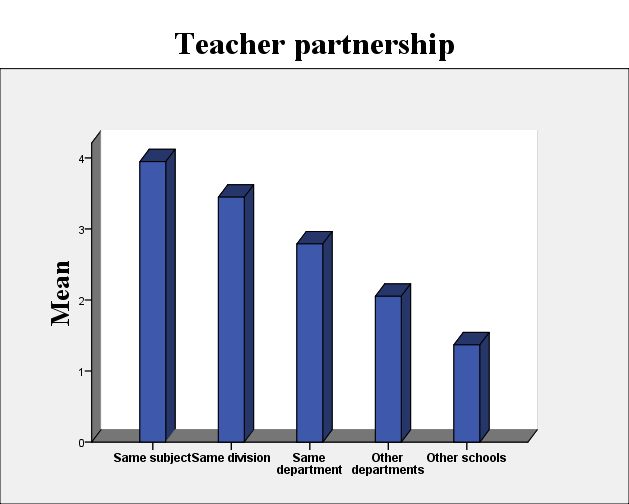 Teacher partnership
Mean
4
3
2
1
0
Same subject
Same division
Same
department
Other
departments
Other schools